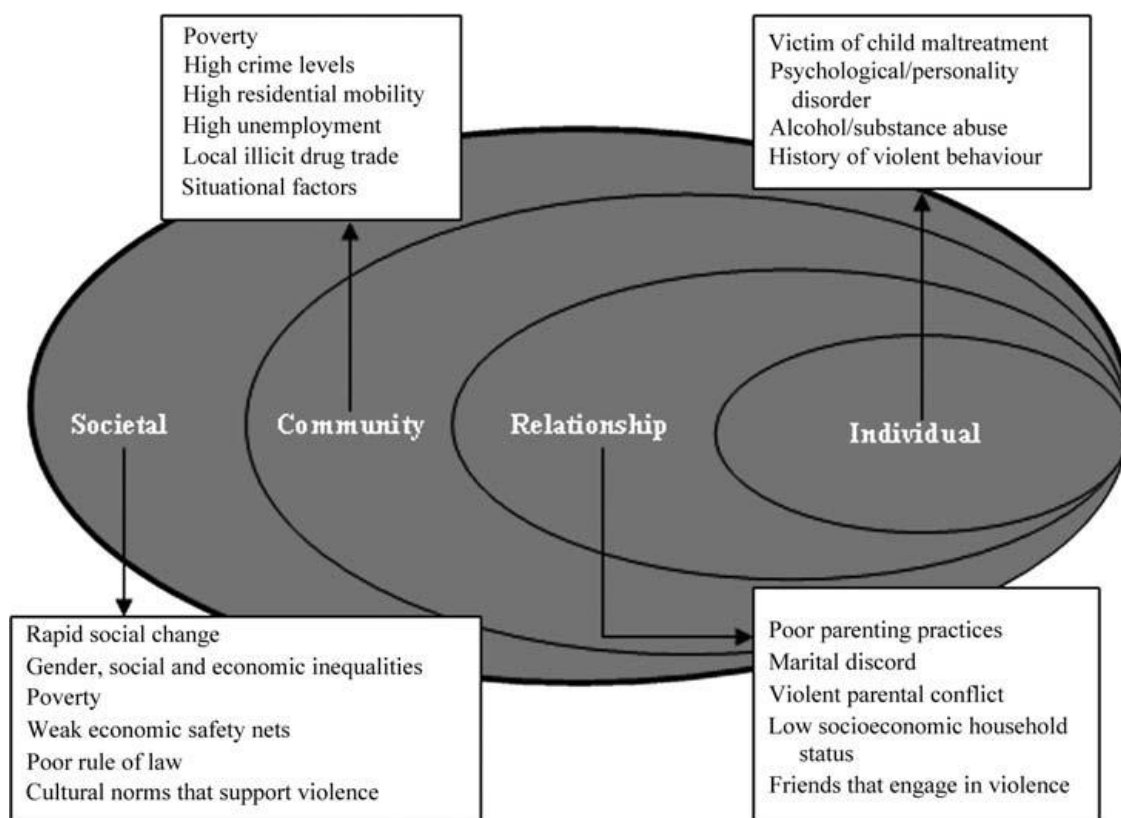 Poverty
High crime levels
High residential mobility
High unemployment
Local illicit drug trade
Situational factors
Victim of child maltreatment
Psychological/personality
disorder
Alcohol/substance abuse
History of violent behaviour
Societal
Community
Relationship
Individual
Rapid social change
Gender, social and economic inequalities
Poverty
Weak economic safety nets
Poor rule of law
Cultural norms that support violence
Poor parenting practices
Marital discord
Violent parental conflict
Low socioeconomic household
status
Friends that engage in violence